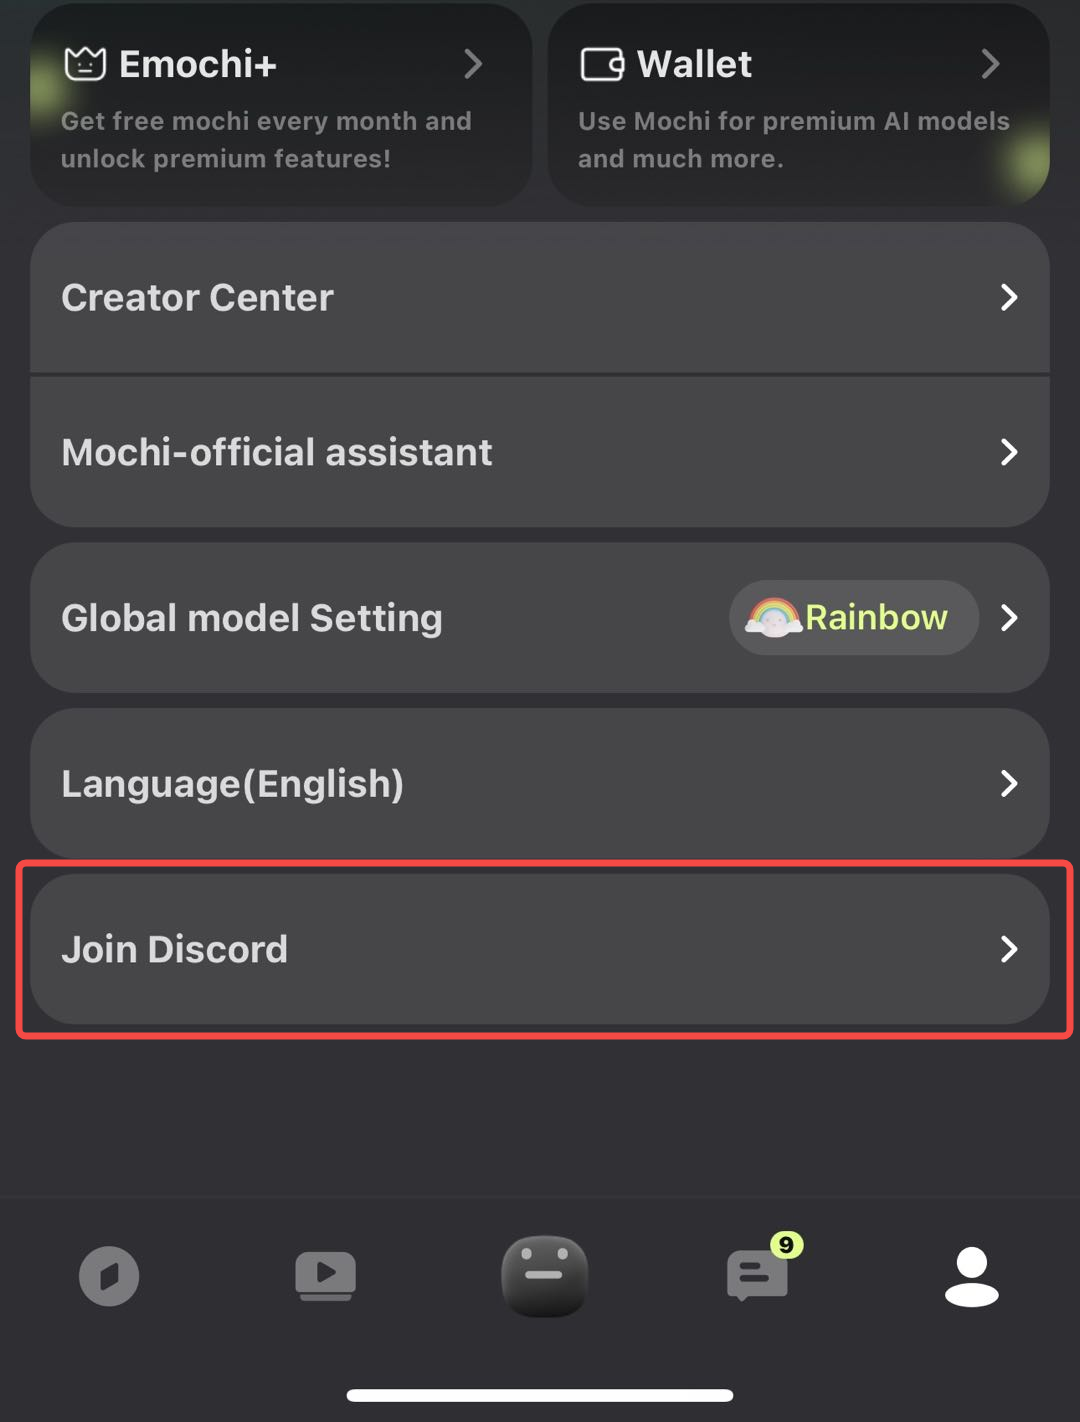 Emochi+
Get free mochi every month and
unlock premium features!
Wallet
Use Mochi for premium AI models
and much more.
Creator Center
Mochi-official assistant
Global model Setting
Rainbow
Language(English)
Join Discord
9